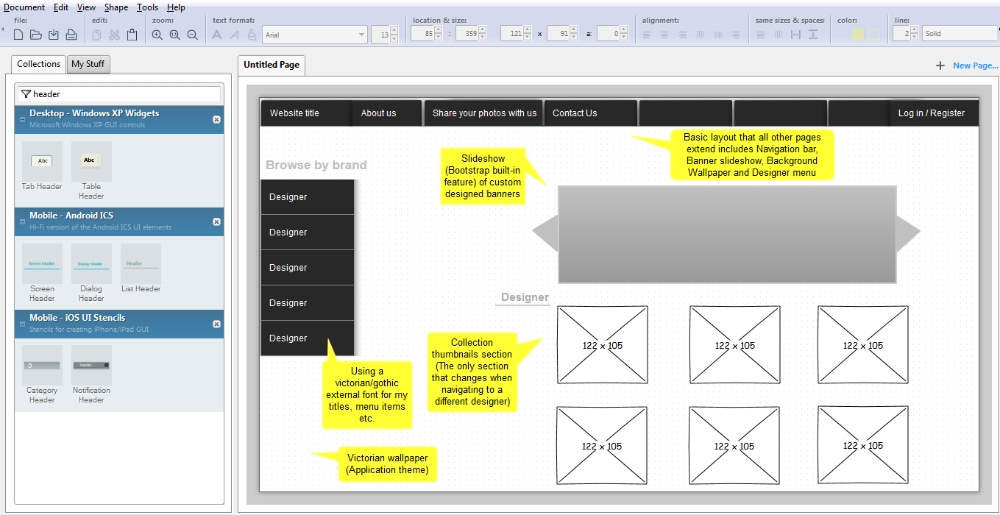 Document Edit View Shape Tools Help
file: edit: zoom: text format: location & size: alignment: same sizes & spaces: color: line:
Arial 13 85 : 359 121 x 91 a: 0 2 Solid
Collections My Stuff
header
Desktop - Windows XP Widgets
Microsoft Windows XP GUI controls
Abc Abc
Tab Header Table
Header
Mobile - Android ICS
Hi-Fi version of the Android ICS UI elements
Screen Header Dialog Header Header
Screen Dialog List Header
Header Header
Mobile - iOS UI Stencils
Stencils for creating iPhone/iPad GUI
D Header
Category Notification
Header Header
Untitled Page
New Page...
Website title About us Share your photos with us Contact Us Log in / Register
Basic layout that all other pages
extend includes Navigation bar,
Banner slideshow, Background
Wallpaper and Designer menu
Slideshow
(Bootstrap built-in
feature) of custom
designed banners
Browse by brand
Designer
Designer
Designer
Designer
Designer
Using a
victorian/gothic
external font for my
titles, menu items
etc.
Victorian wallpaper
(Application theme)
Designer
Collection
thumbnails section
(The only section
that changes when
navigating to a
different designer)
122 x 105 122 x 105 122 x 105
122 x 105 122 x 105 122 x 105